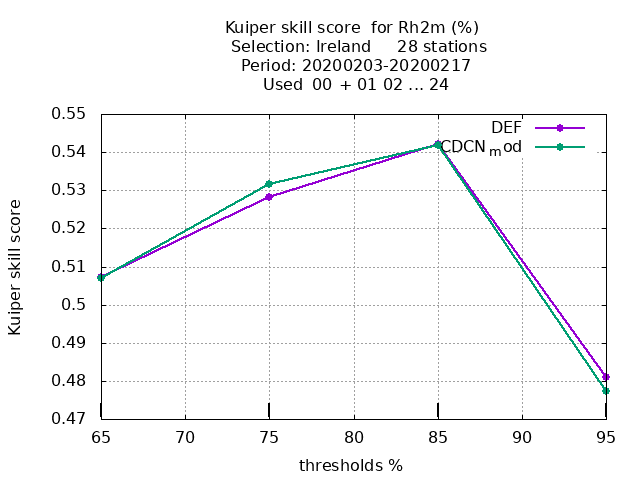 Kuiper skill score  for Rh2m (%)
Selection: Ireland     28 stations
Period: 20200203-20200217
Used  00 + 01 02 ... 24
DEF
CDCN_mod
0.55
0.54
0.53
0.52
0.51
0.5
0.49
0.48
0.47
Kuiper skill score
65 70 75 80 85 90 95
thresholds %